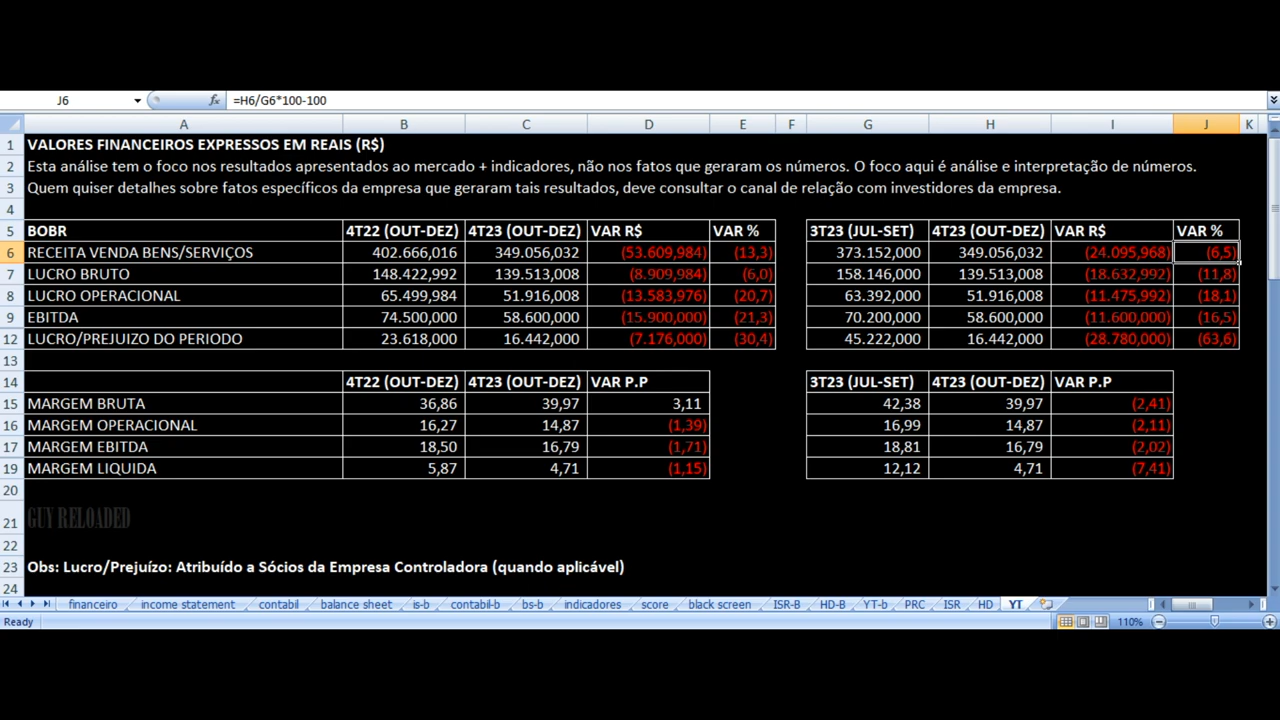 J6 fx =H6/G6*100-100
A B C D E F G H I J K
1 VALORES FINANCEIROS EXPRESSOS EM REAIS (R$)
2 Esta análise tem o foco nos resultados apresentados ao mercado + indicadores, não nos fatos que geraram os números. O foco aqui é análise e interpretação de números.
3 Quem quiser detalhes sobre fatos específicos da empresa que geraram tais resultados, deve consultar o canal de relação com investidores da empresa.
4
5 BOBR 4T22 (OUT-DEZ) 4T23 (OUT-DEZ) VAR R$ VAR % 3T23 (JUL-SET) 4T23 (OUT-DEZ) VAR R$ VAR %
6 RECEITA VENDA BENS/SERVIÇOS 402.666,016 349.056,032 (53.609,984) (13,3) 373.152,000 349.056,032 (24.095,968) (6,5)
7 LUCRO BRUTO 148.422,992 139.513,008 (8.909,984) (6,0) 158.146,000 139.513,008 (18.632,992) (11,8)
8 LUCRO OPERACIONAL 65.499,984 51.916,008 (13.583,976) (20,7) 63.392,000 51.916,008 (11.475,992) (18,1)
9 EBITDA 74.500,000 58.600,000 (15.900,000) (21,3) 70.200,000 58.600,000 (11.600,000) (16,5)
12 LUCRO/PREJUIZO DO PERIODO 23.618,000 16.442,000 (7.176,000) (30,4) 45.222,000 16.442,000 (28.780,000) (63,6)
13
14 4T22 (OUT-DEZ) 4T23 (OUT-DEZ) VAR P.P 3T23 (JUL-SET) 4T23 (OUT-DEZ) VAR P.P
15 MARGEM BRUTA 36,86 39,97 3,11 42,38 39,97 (2,41)
16 MARGEM OPERACIONAL 16,27 14,87 (1,39) 16,99 14,87 (2,11)
17 MARGEM EBITDA 18,50 16,79 (1,71) 18,81 16,79 (2,02)
19 MARGEM LIQUIDA 5,87 4,71 (1,15) 12,12 4,71 (7,41)
20
21 GUY RELOADED
22
23 Obs: Lucro/Prejuízo: Atribuído a Sócios da Empresa Controladora (quando aplicável)
24
financeiro income statement contabil balance sheet is-b contabil-b bs-b indicadores score black screen ISR-B HD-B YT-b PRC ISR HD YT
Ready 110%